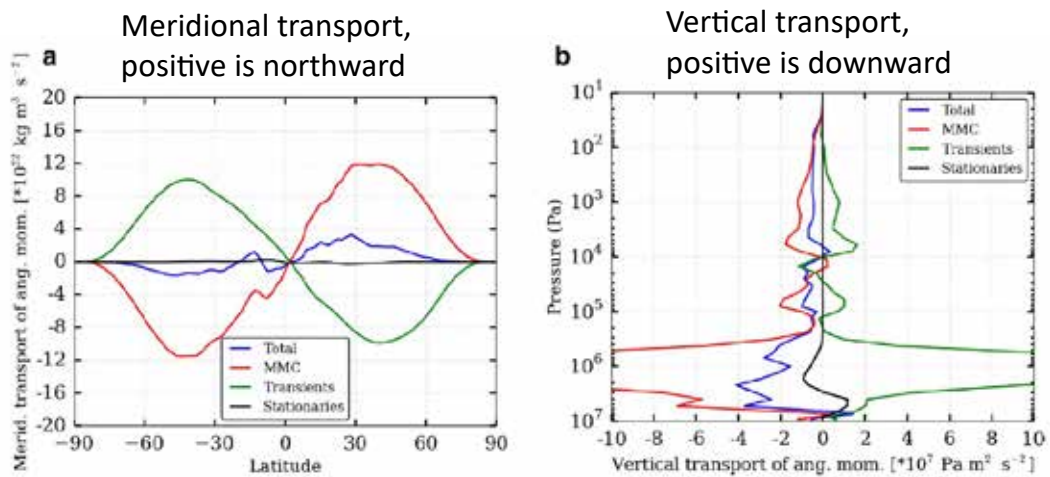 Meridional transport,
positive is northward
a
Merid. transport of ang. mom. [*10²² kg m³ s⁻²]
20
16
12
8
4
0
-4
-8
-12
-16
-20
Total
MMC
Transients
Stationaries
−90
−60
−30
0
30
60
90
Latitude
Vertical transport,
positive is downward
b
Pressure (Pa)
10¹
10²
10³
10⁴
10⁵
10⁶
10⁷
Total
MMC
Transients
Stationaries
-10
-8
-6
-4
-2
0
2
4
6
8
10
Vertical transport of ang. mom. [*10⁷ Pa m² s⁻²]